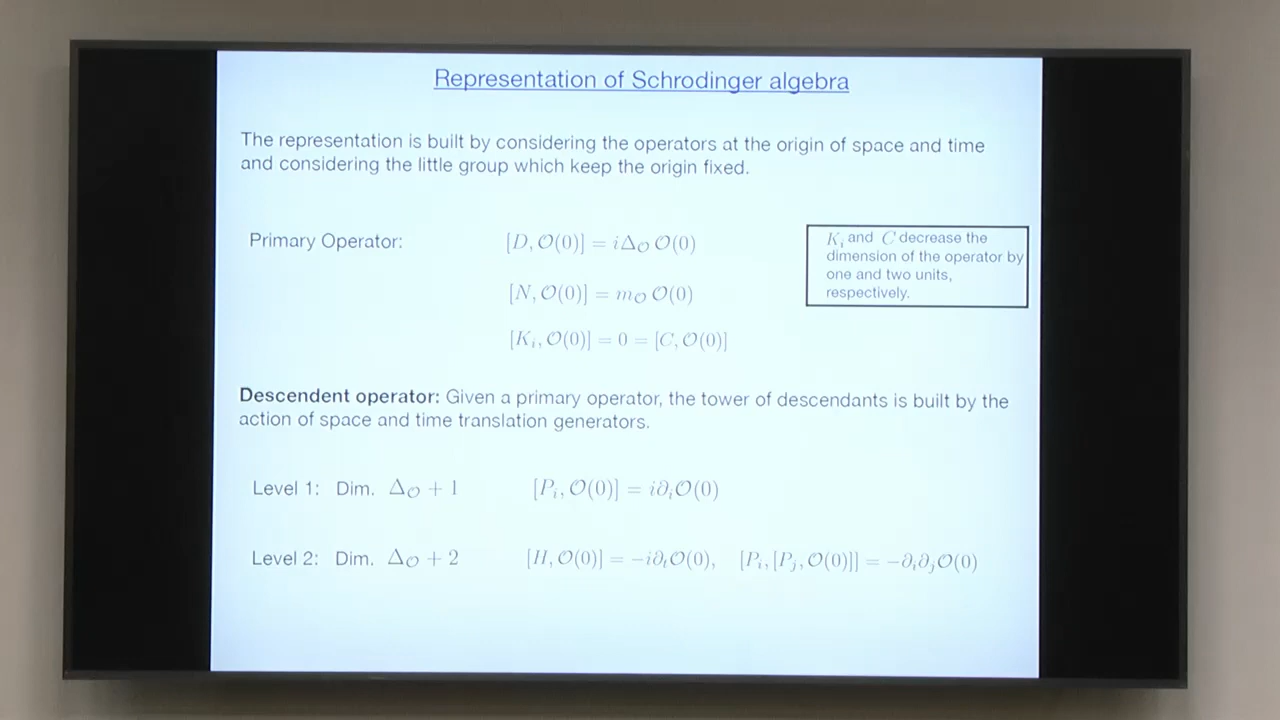 Representation of Schrodinger algebra
The representation is built by considering the operators at the origin of space and time
and considering the little group which keep the origin fixed.
Primary Operator: [D, 𝒪(0)] = iΔ_𝒪 𝒪(0)
[N, 𝒪(0)] = m_𝒪 𝒪(0)
[K_i, 𝒪(0)] = 0 = [C, 𝒪(0)]
K_i and C decrease the
dimension of the operator by
one and two units,
respectively.
Descendent operator: Given a primary operator, the tower of descendants is built by the
action of space and time translation generators.
Level 1: Dim. Δ_𝒪 + 1 [P_i, 𝒪(0)] = i∂_i𝒪(0)
Level 2: Dim. Δ_𝒪 + 2 [H, 𝒪(0)] = −i∂_t𝒪(0), [P_i, [P_j, 𝒪(0)]] = −∂_i∂_j𝒪(0)